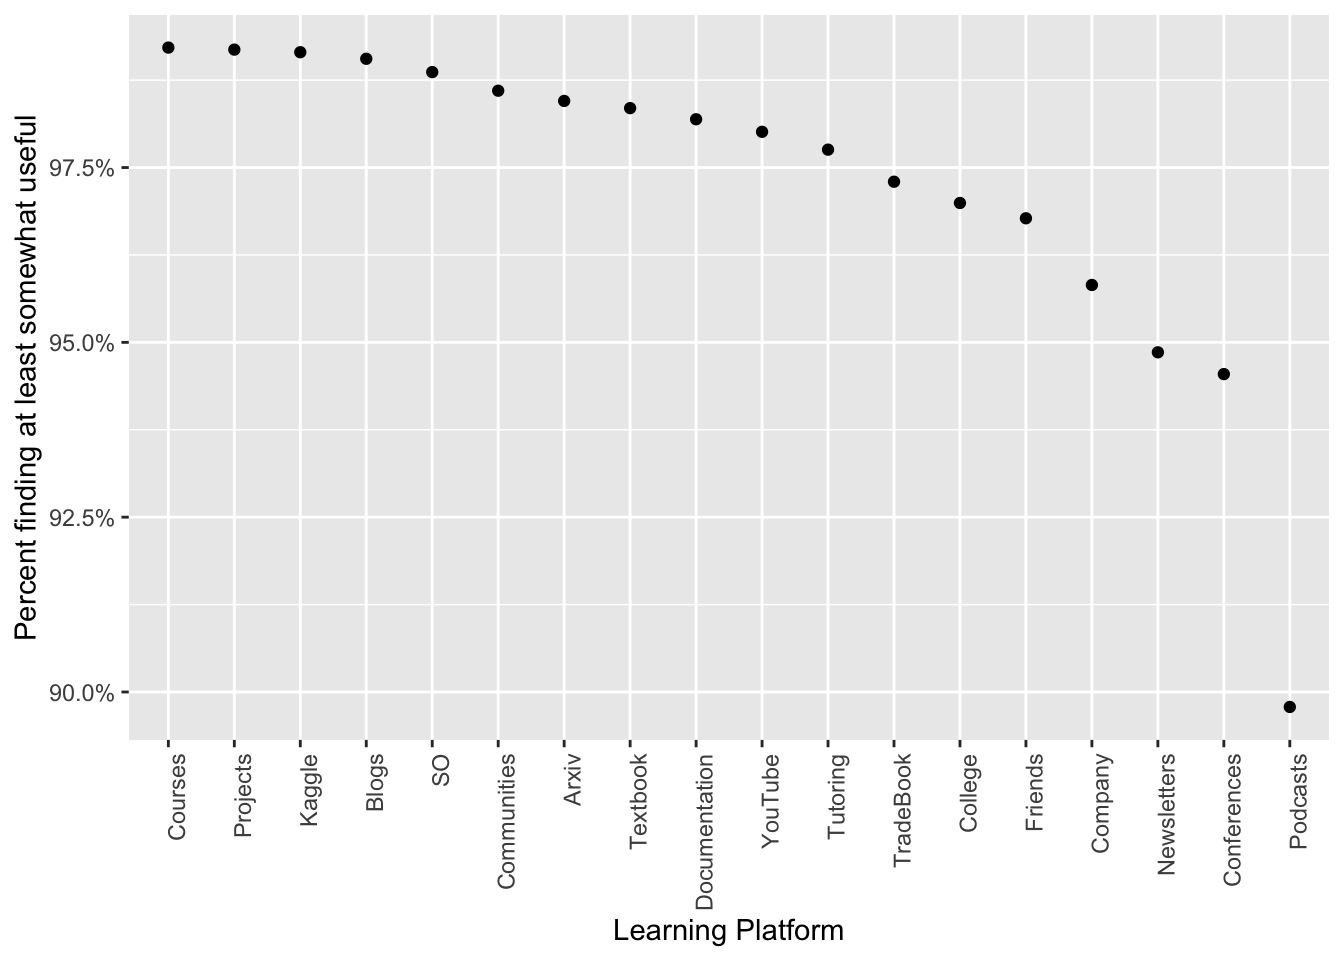 Percent finding at least somewhat useful
97.5%
95.0%
92.5%
90.0%
Courses
Projects
Kaggle
Blogs
SO
Communities
Arxiv
Textbook
Documentation
YouTube
Tutoring
TradeBook
College
Friends
Company
Newsletters
Conferences
Podcasts
Learning Platform